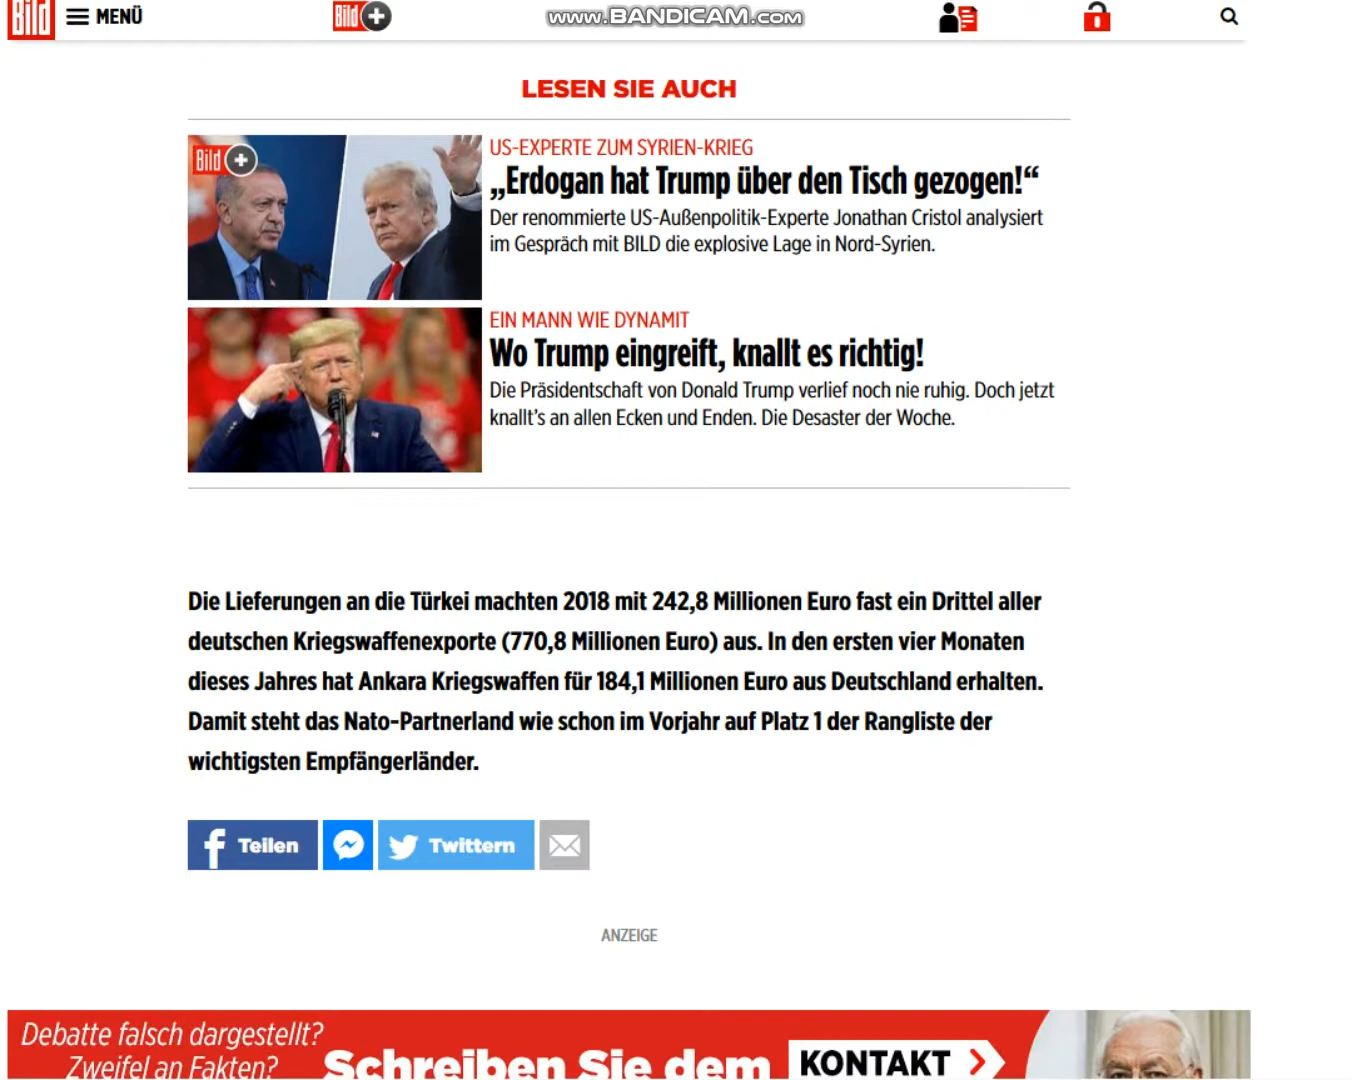 Bild
MENÜ
Bild+
www.BANDICAM.com
LESEN SIE AUCH
Bild+
US-EXPERTE ZUM SYRIEN-KRIEG
„Erdogan hat Trump über den Tisch gezogen!“
Der renommierte US-Außenpolitik-Experte Jonathan Cristol analysiert
im Gespräch mit BILD die explosive Lage in Nord-Syrien.
EIN MANN WIE DYNAMIT
Wo Trump eingreift, knallt es richtig!
Die Präsidentschaft von Donald Trump verlief noch nie ruhig. Doch jetzt
knallt’s an allen Ecken und Enden. Die Desaster der Woche.
Die Lieferungen an die Türkei machten 2018 mit 242,8 Millionen Euro fast ein Drittel aller
deutschen Kriegswaffenexporte (770,8 Millionen Euro) aus. In den ersten vier Monaten
dieses Jahres hat Ankara Kriegswaffen für 184,1 Millionen Euro aus Deutschland erhalten.
Damit steht das Nato-Partnerland wie schon im Vorjahr auf Platz 1 der Rangliste der
wichtigsten Empfängerländer.
Teilen
Twittern
ANZEIGE
Debatte falsch dargestellt?
Zweifel an Fakten?
Schreiben Sie dem
KONTAKT